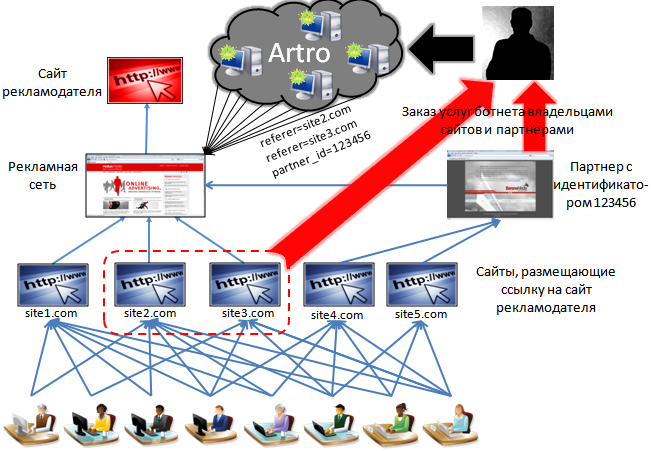 Artro
Сайт
рекламодателя
http://www
referer=site2.com
referer=site3.com
partner_id=123456
Заказ услуг ботнета владельцами
сайтов и партнерами
Рекламная
сеть
ONLINE
ADVERTISING.
Партнер с
идентификато-
ром 123456
http://www
http://www
http://www
http://www
http://www
site1.com
site2.com
site3.com
site4.com
site5.com
Сайты, размещающие
ссылку на сайт
рекламодателя